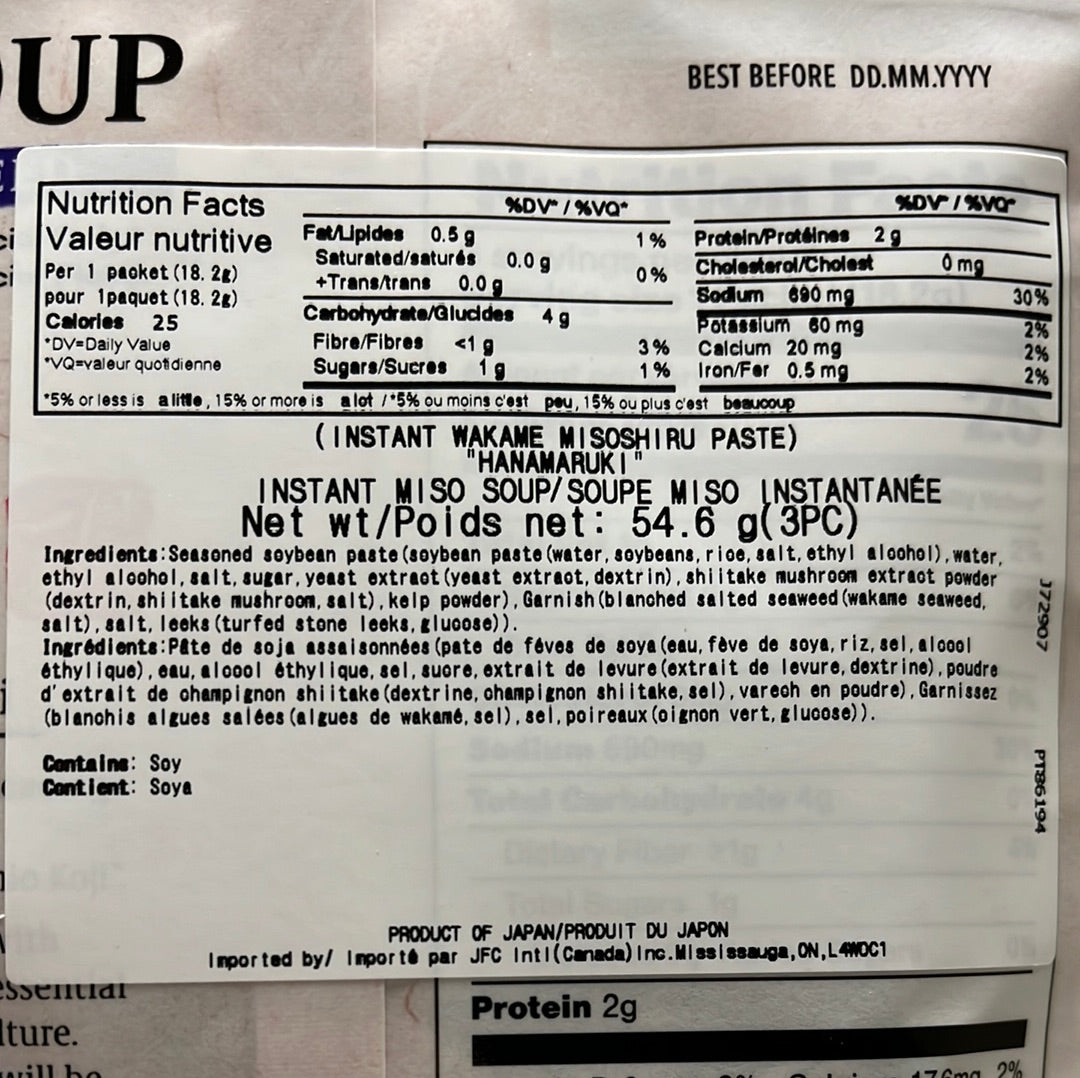 UP
BEST BEFORE DD.MM.YYYY
Nutrition Facts
Valeur nutritive
Per 1 packet (18. 2g)
pour 1paquet (18. 2g)
Calories 25
*DV=Daily Value
*VQ=valeur quotidienne
%DV* / %VQ*
Fat/Lipides 0.5 g 1 %
Saturated/saturés 0.0 g
+Trans/trans 0.0 g 0 %
Carbohydrate/Glucides 4 g
Fibre/Fibres <1 g 3 %
Sugars/Sucres 1 g 1 %
%DV* / %VQ*
Protein/Protéines 2 g
Cholesterol/Cholest 0 mg
Sodium 690 mg 30 %
Potassium 60 mg 2%
Calcium 20 mg 2%
Iron/Fer 0.5 mg 2%
*5% or less is a little, 15% or more is a lot / *5% ou moins c'est peu, 15% ou plus c'est beaucoup
(INSTANT WAKAME MISOSHIRU PASTE)
"HANAMARUKI"
INSTANT MISO SOUP/SOUPE MISO INSTANTANÉE
Net wt/Poids net: 54.6 g(3PC)
Ingredients:Seasoned soybean paste(soybean paste(water, soybeans, rice, salt, ethyl alcohol), water,
ethyl alcohol, salt, sugar, yeast extract(yeast extract, dextrin), shiitake mushroom extract powder
(dextrin, shiitake mushroom, salt), kelp powder), Garnish(blanched salted seaweed(wakame seaweed,
salt), salt, leeks(turfed stone leeks, glucose)).
Ingrédients:Pâte de soja assaisonnées(pate de féves de soya(eau, fève de soya, riz, sel, alcool
éthylique), eau, alcool éthylique, sel, sucre, extrait de levure(extrait de levure, dextrine), poudre
d'extrait de champignon shiitake(dextrine, champignon shiitake, sel), varech en poudre), Garnissez
(blanchis algues salées(algues de wakamé, sel), sel, poireaux(oignon vert, glucose)).
J72907
Contains: Soy
Contient: Soya
PT86194
PRODUCT OF JAPAN/PRODUIT DU JAPON
Imported by/ Importé par JFC Intl(Canada)Inc.Mississauga, ON, L4W0C1
essential
lture.
will be
Protein 2g
2%